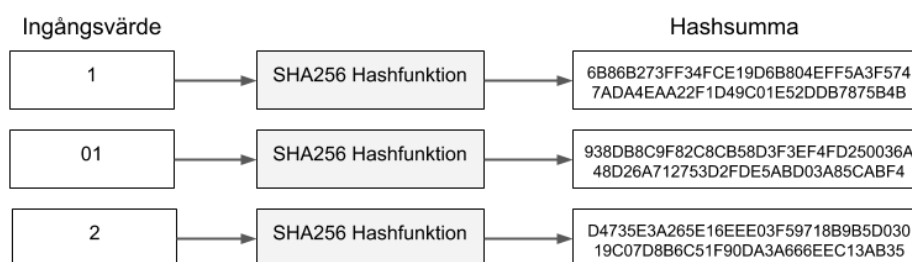 Ingångsvärde
Hashsumma
1
SHA256 Hashfunktion
6B86B273FF34FCE19D6B804EFF5A3F574
7ADA4EAA22F1D49C01E52DDB7875B4B
01
SHA256 Hashfunktion
938DB8C9F82C8CB58D3F3EF4FD250036A
48D26A712753D2FDE5ABD03A85CABF4
2
SHA256 Hashfunktion
D4735E3A265E16EEE03F59718B9B5D030
19C07D8B6C51F90DA3A666EEC13AB35